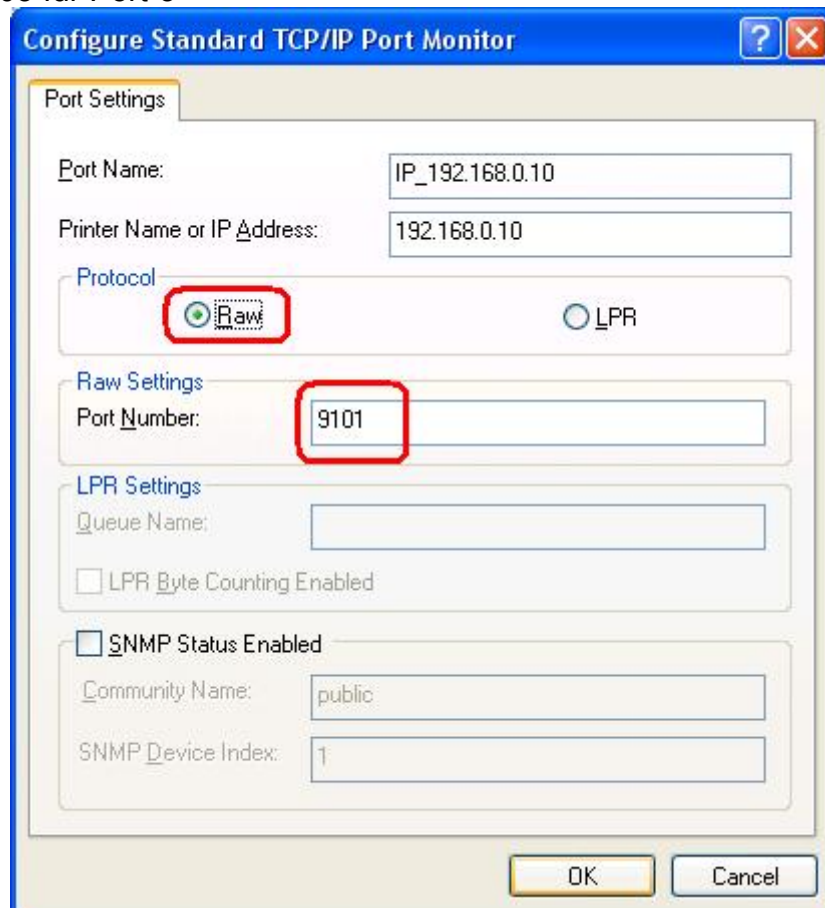 für Port
Configure Standard TCP/IP Port Monitor
Port Settings
Port Name: IP_192.168.0.10
Printer Name or IP Address: 192.168.0.10
Protocol
Raw LPR
Raw Settings
Port Number: 9101
LPR Settings
Queue Name:
LPR Byte Counting Enabled
SNMP Status Enabled
Community Name: public
SNMP Device Index: 1
OK Cancel